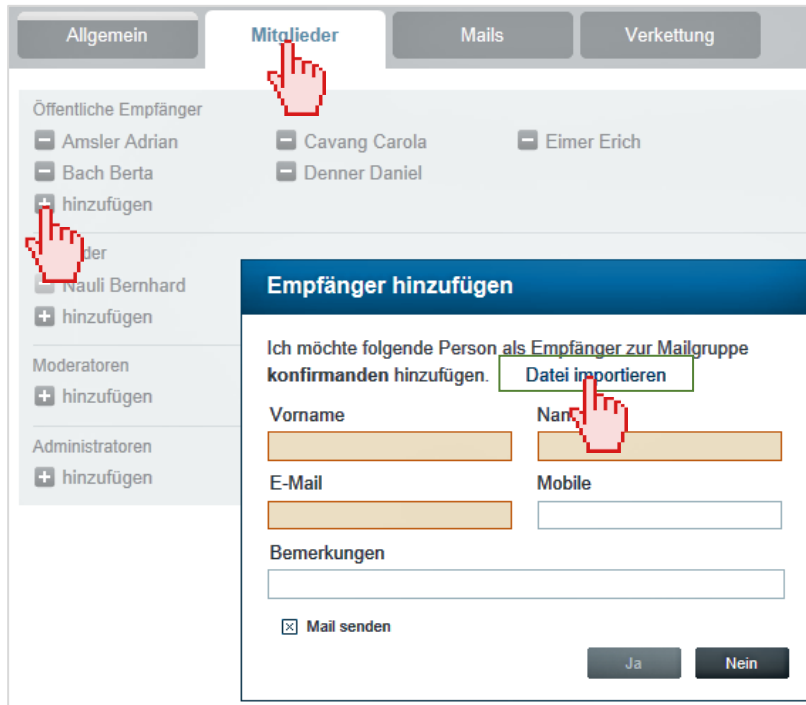 Allgemein Mitglieder Mails Verkettung
Öffentliche Empfänger
Amsler Adrian Cavang Carola Eimer Erich
Bach Berta Denner Daniel
hinzufügen
Nauli Bernhard
hinzufügen
Moderatoren
hinzufügen
Administratoren
hinzufügen
Empfänger hinzufügen
Ich möchte folgende Person als Empfänger zur Mailgruppe
konfirmanden hinzufügen. Datei importieren
Vorname
E-Mail Mobile
Bemerkungen
Mail senden
Ja Nein